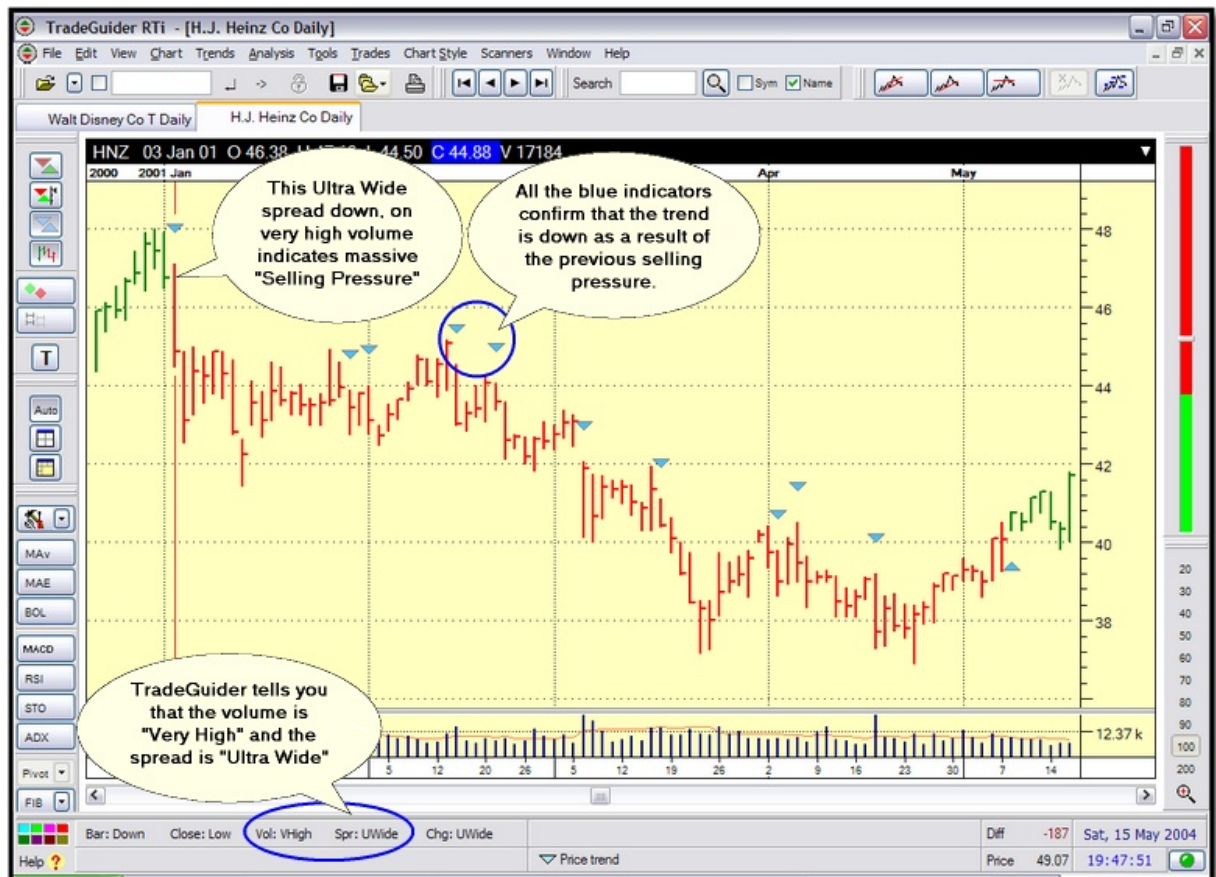 TradeGuider RTi - [H.J. Heinz Co Daily]
File Edit View Chart Trends Analysis Tools Trades Chart Style Scanners Window Help
Search Sym Name
Walt Disney Co T Daily H.J. Heinz Co Daily
HNZ 03 Jan 01 O 46.38 44.50 C 44.88 V 17184
2000 2001 Jan Apr May
This Ultra Wide
spread down, on
very high volume
indicates massive
"Selling Pressure"
All the blue indicators
confirm that the trend
is down as a result of
the previous selling
pressure.
48
46
44
42
40
38
T
Auto
MAv
MAE
BOL
MACD
RSI
STO
ADX
Pivot
FIB
20
30
40
50
60
70
80
90
100
200
TradeGuider tells you
that the volume is
"Very High" and the
spread is "Ultra Wide"
12.37 k
5 12 20 26 5 12 19 26 2 9 16 23 30 7 14
Bar: Down Close: Low Vol: VHigh Spr: UWide Chg: UWide Diff -187 Sat, 15 May 2004
Help ? Price trend Price 49.07 19:47:51